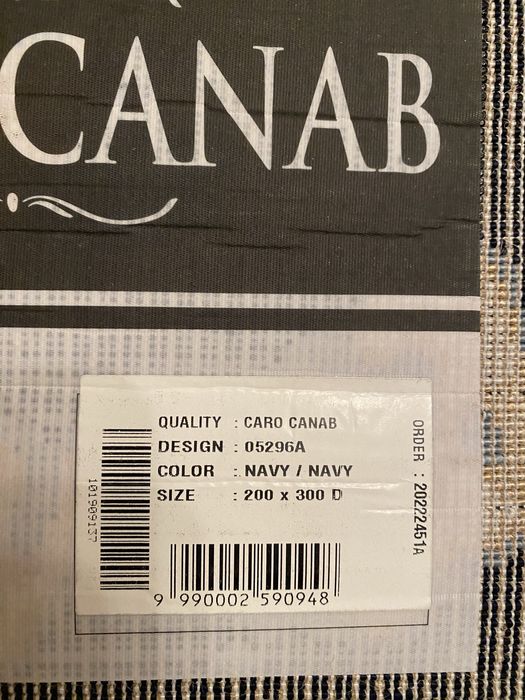 CANAB
QUALITY : CARO CANAB
DESIGN : 05296A
COLOR : NAVY / NAVY
SIZE : 200 x 300 D
ORDER : 20222451A
101909137
9 990002 590948